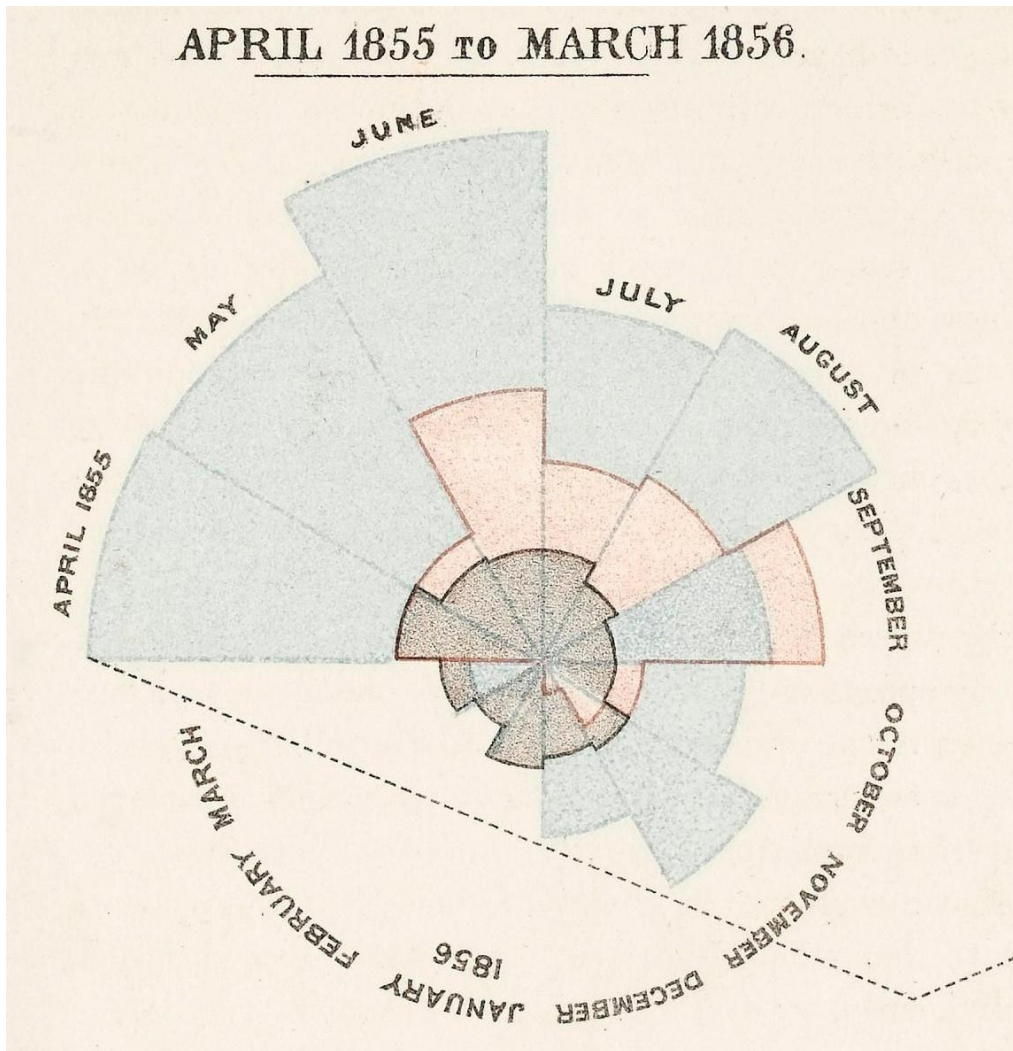 APRIL 1855 TO MARCH 1856.
JUNE
JULY
MAY
AUGUST
APRIL 1855
SEPTEMBER
OCTOBER
NOVEMBER
DECEMBER
JANUARY
1856
FEBRUARY
MARCH